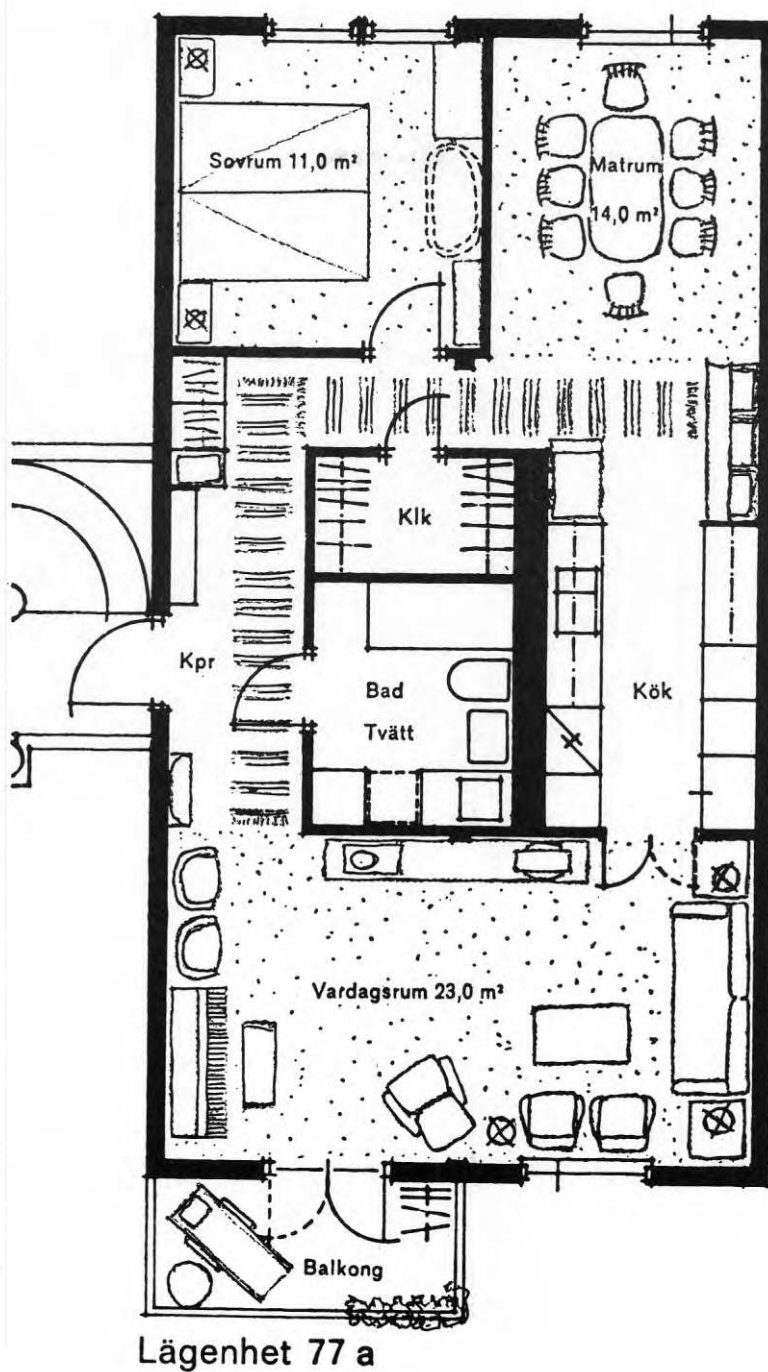 Sovrum 11,0 m²
Matrum
14,0 m²
Klk
Kpr
Bad
Tvätt
Kök
Vardagsrum 23,0 m²
Balkong
Lägenhet 77 a